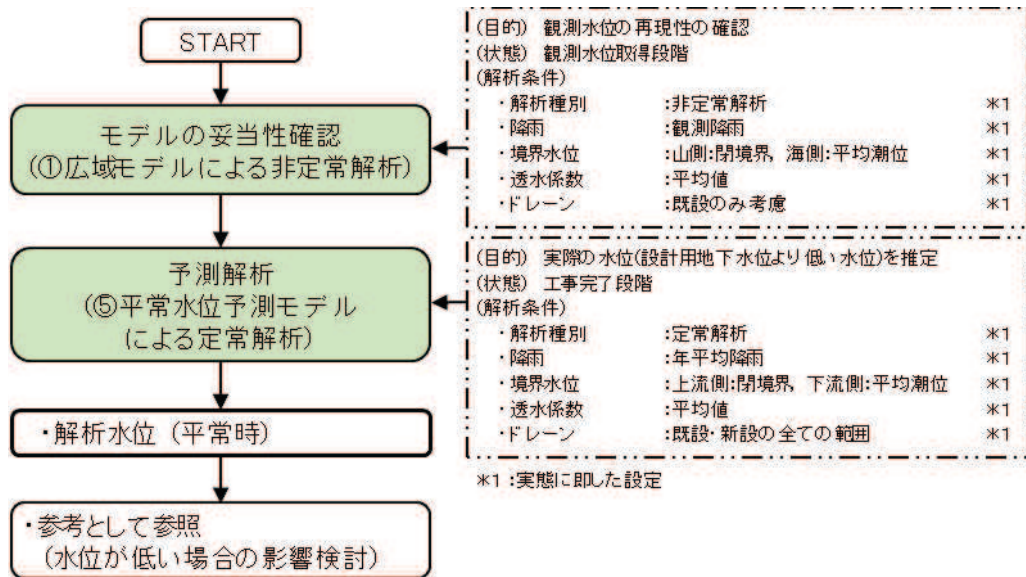 START
モデルの妥当性確認
(①広域モデルによる非定常解析)
予測解析
(⑤平常水位予測モデル
による定常解析)
・解析水位(平常時)
・参考として参照
(水位が低い場合の影響検討)
(目的) 観測水位の再現性の確認
(状態) 観測水位取得段階
(解析条件)
・解析種別 :非定常解析 *1
・降雨 :観測降雨 *1
・境界水位 :山側:閉境界, 海側:平均潮位 *1
・透水係数 :平均値 *1
・ドレーン :既設のみ考慮 *1
(目的) 実際の水位(設計用地下水位より低い水位)を推定
(状態) 工事完了段階
(解析条件)
・解析種別 :定常解析 *1
・降雨 :年平均降雨 *1
・境界水位 :上流側:閉境界, 下流側:平均潮位 *1
・透水係数 :平均値 *1
・ドレーン :既設・新設の全ての範囲 *1
*1:実態に即した設定